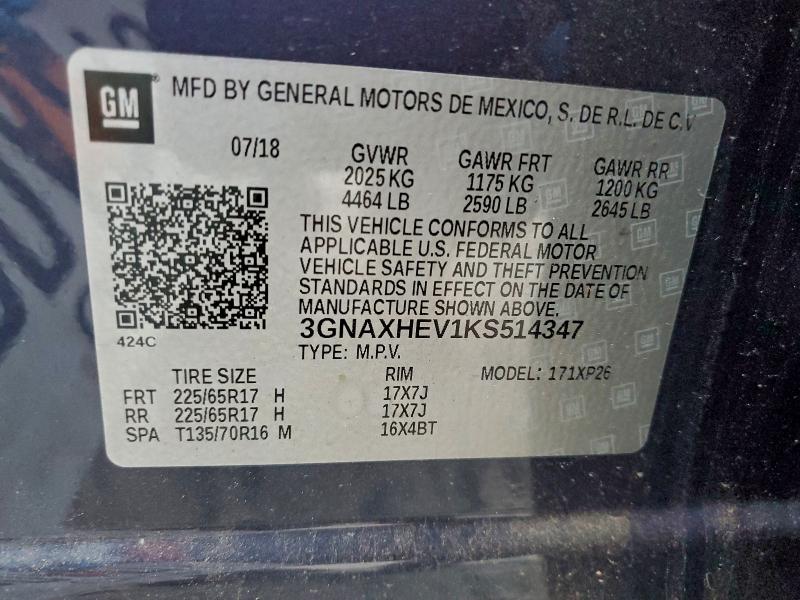 GM
MFD BY GENERAL MOTORS DE MEXICO, S. DE R.L. DE C.V
07/18 GVWR GAWR FRT GAWR RR
2025 KG 1175 KG 1200 KG
4464 LB 2590 LB 2645 LB
THIS VEHICLE CONFORMS TO ALL
APPLICABLE U.S. FEDERAL MOTOR
VEHICLE SAFETY AND THEFT PREVENTION
STANDARDS IN EFFECT ON THE DATE OF
MANUFACTURE SHOWN ABOVE.
3GNAXHEV1KS514347
424C
TYPE: M.P.V.
TIRE SIZE RIM MODEL: 171XP26
FRT 225/65R17 H 17X7J
RR 225/65R17 H 17X7J
SPA T135/70R16 M 16X4BT